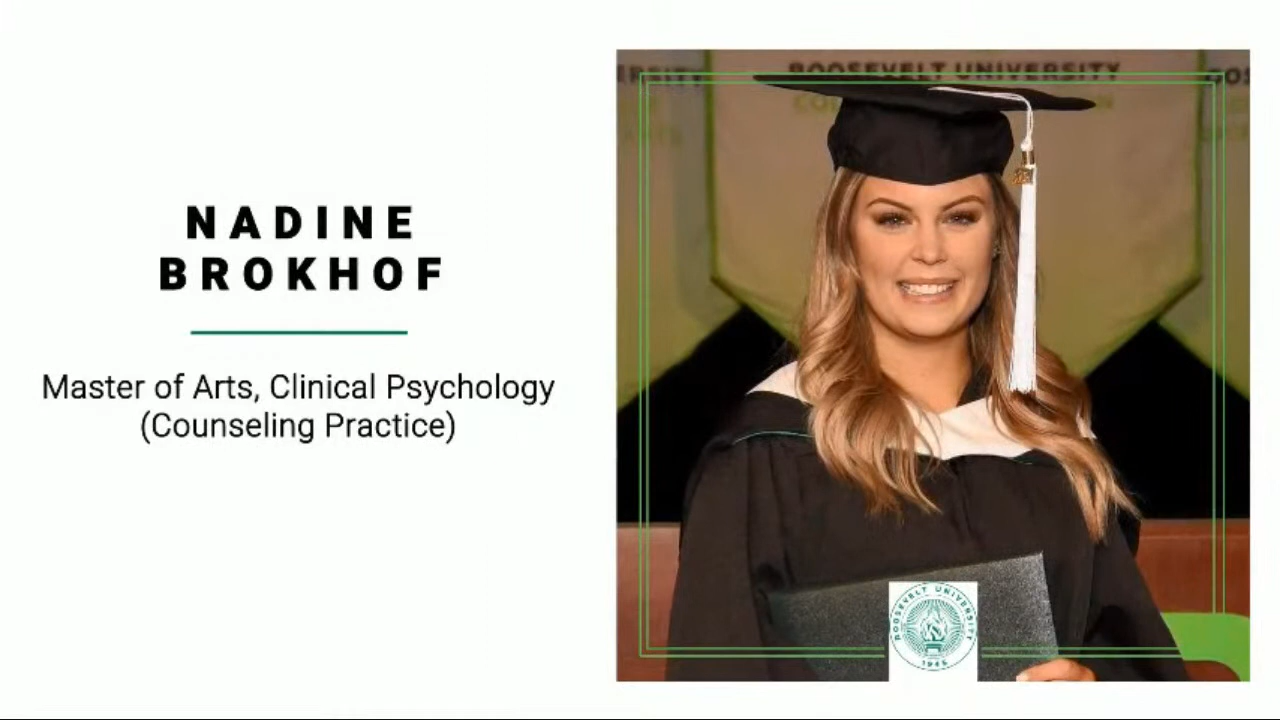 NADINE
BROKHOF
Master of Arts, Clinical Psychology
(Counseling Practice)
ROOSEVELT UNIVERSITY
ROOSEVELT UNIVERSITY
1945